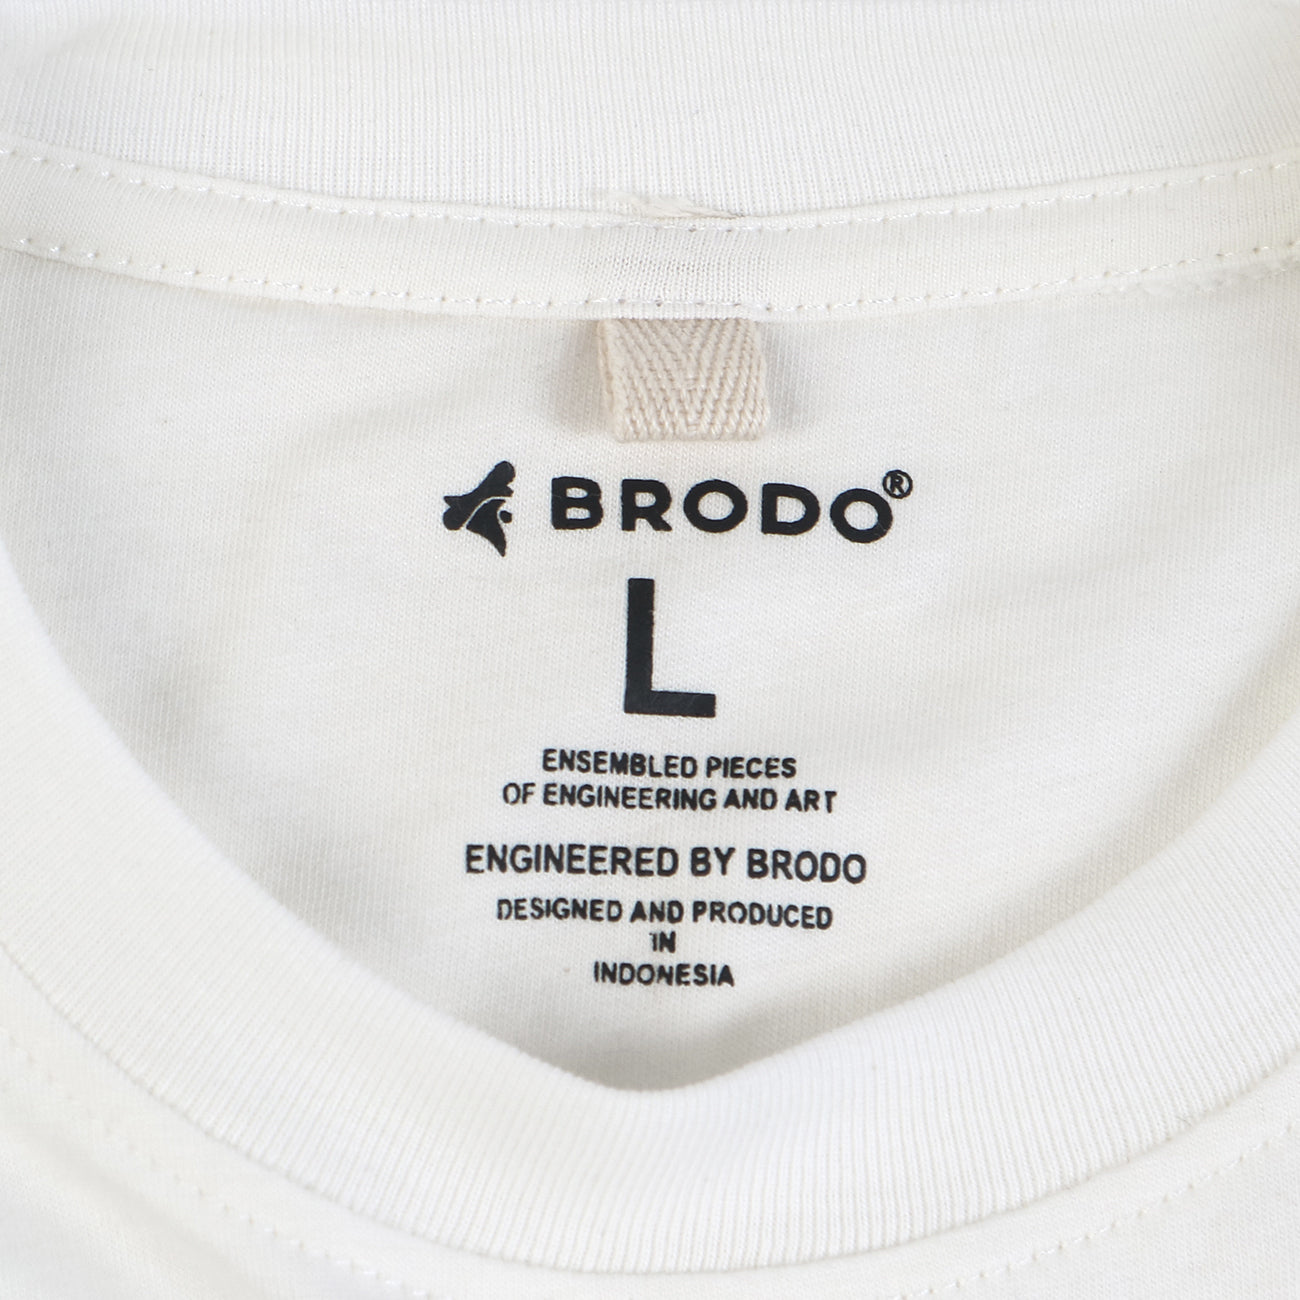 BRODO®
L
ENSEMBLED PIECES
OF ENGINEERING AND ART
ENGINEERED BY BRODO
DESIGNED AND PRODUCED
IN
INDONESIA